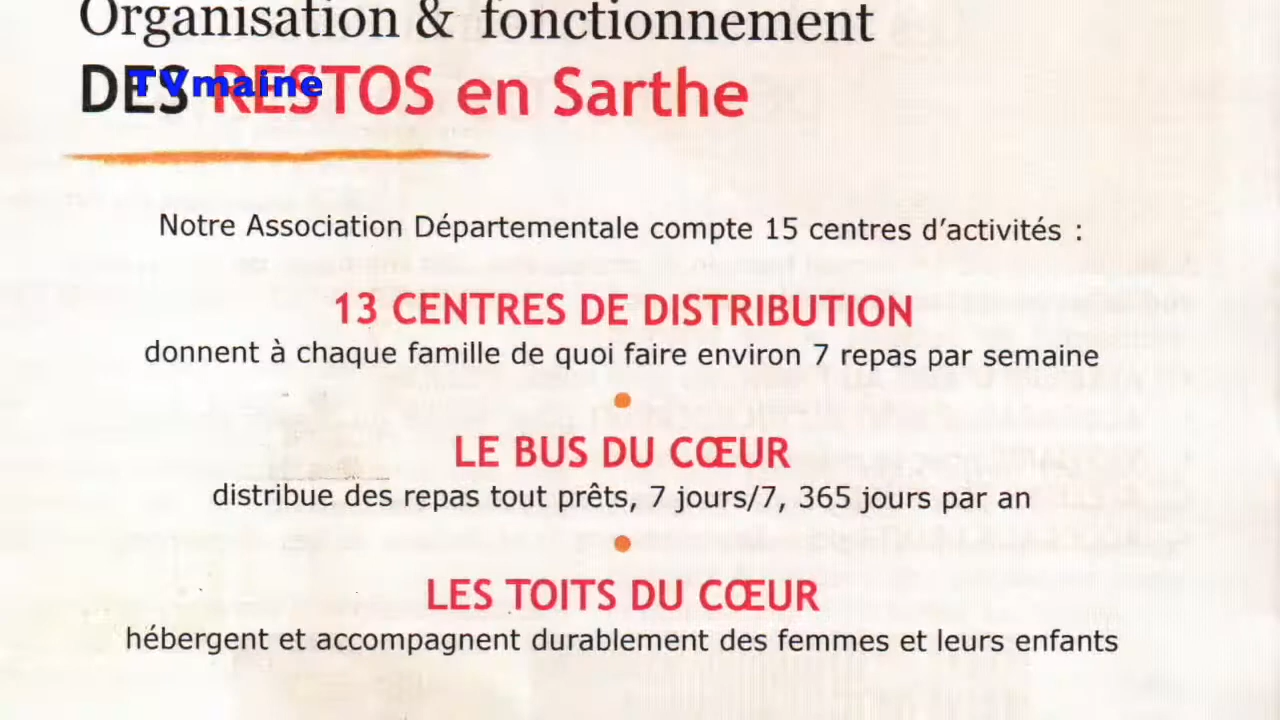 Organisation & fonctionnement
DES RESTOS en Sarthe
TVmaine
Notre Association Départementale compte 15 centres d'activités :
13 CENTRES DE DISTRIBUTION
donnent à chaque famille de quoi faire environ 7 repas par semaine
LE BUS DU CŒUR
distribue des repas tout prêts, 7 jours/7, 365 jours par an
LES TOITS DU CŒUR
hébergent et accompagnent durablement des femmes et leurs enfants